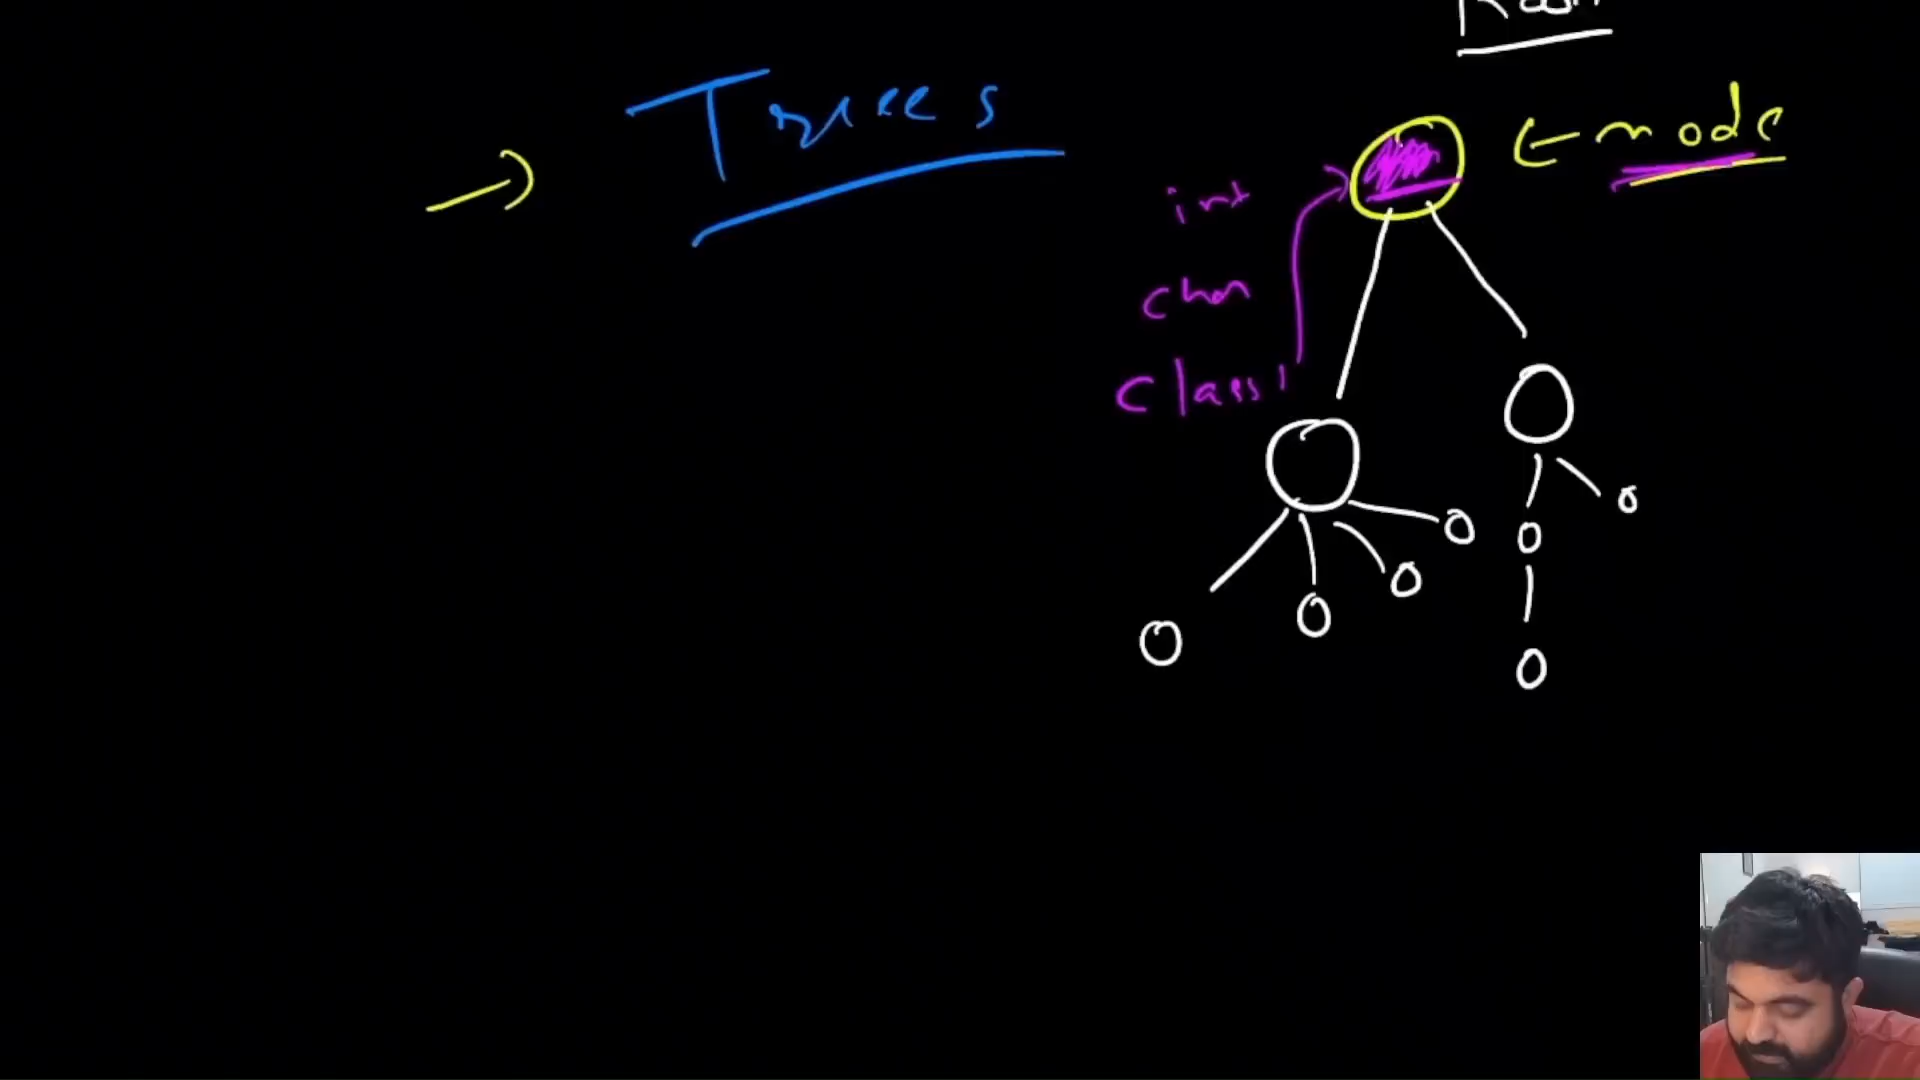 Trees
← node
int
char
class